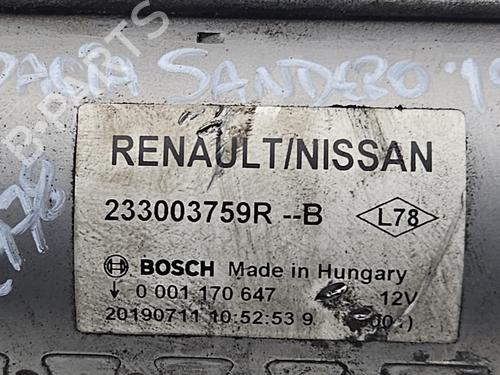 DACIA SANDERO '19
B-PARTS
RENAULT/NISSAN
233003759R --B L78
BOSCH Made in Hungary
0 001 170 647 12V
20190711 10:52:53 9